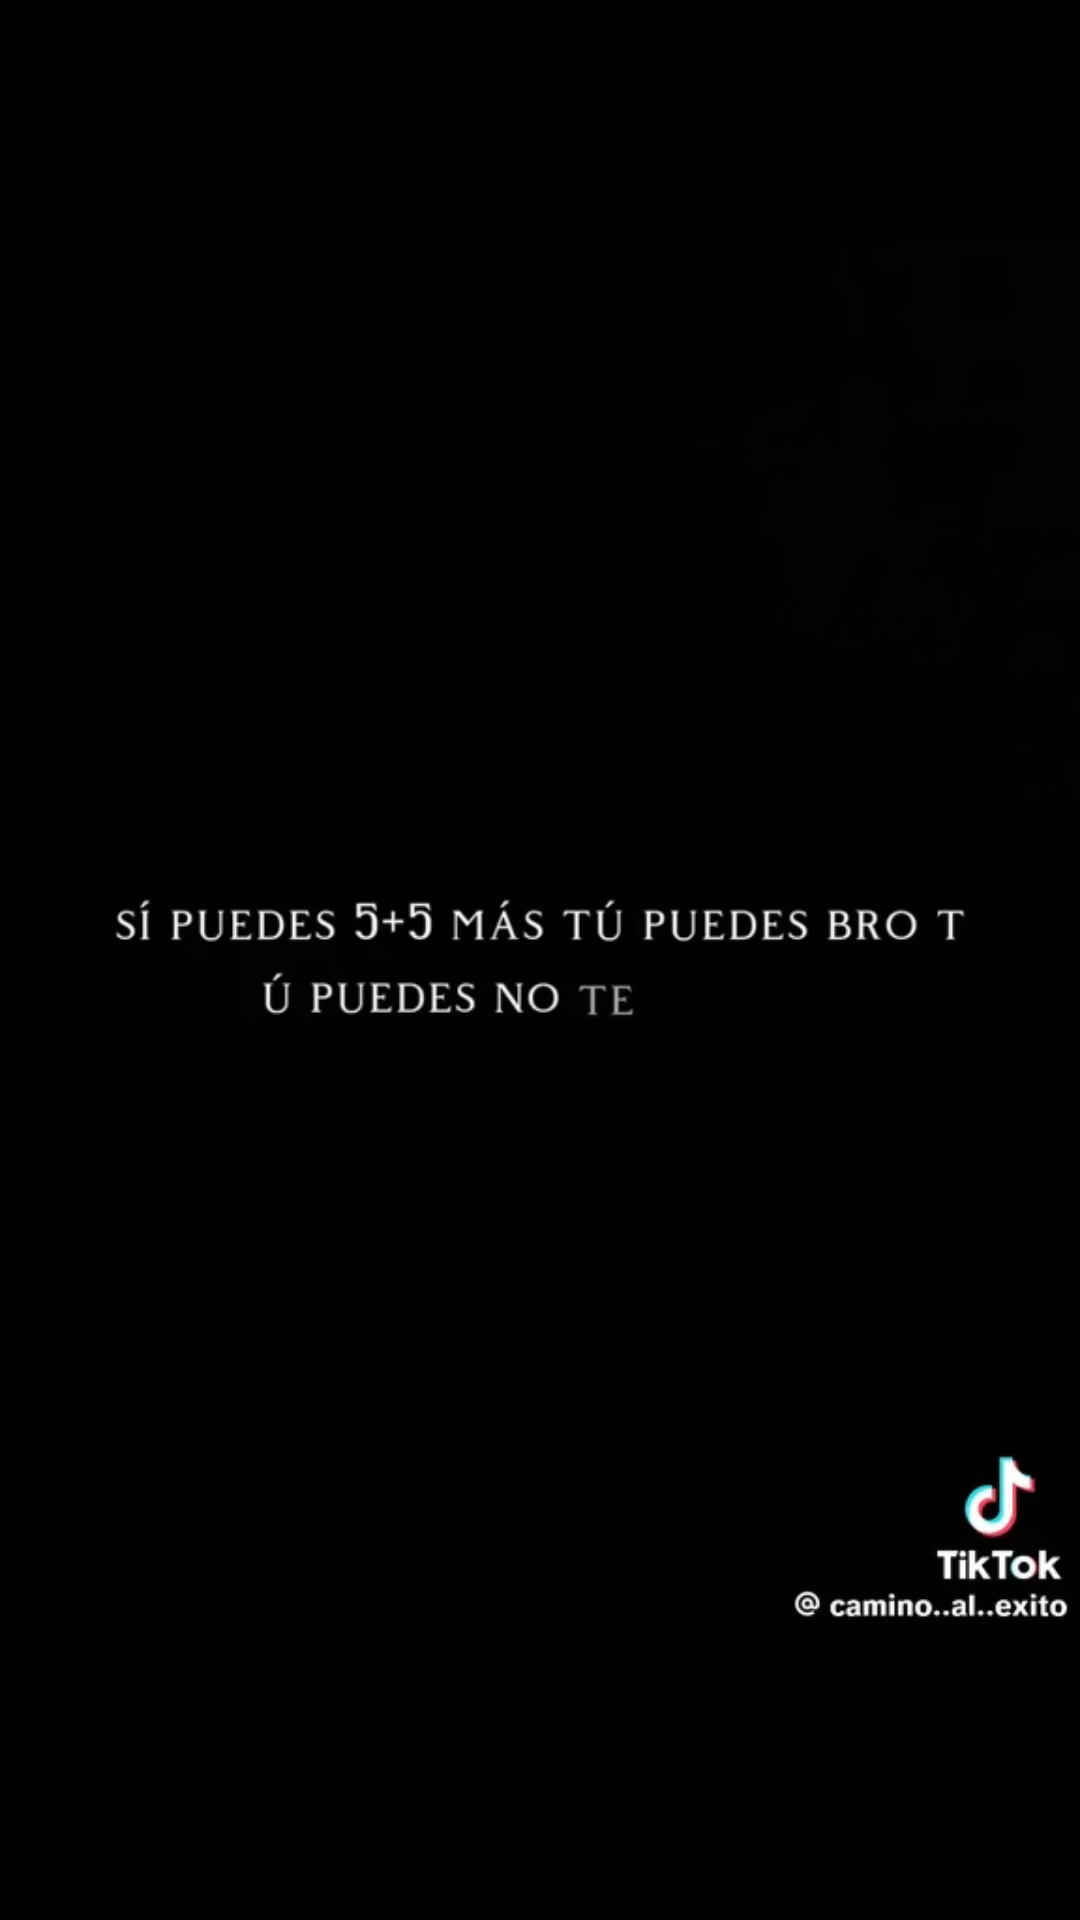 SÍ PUEDES 5+5 MÁS TÚ PUEDES BRO T
Ú PUEDES NO TE
TikTok
@ camino..al..exito